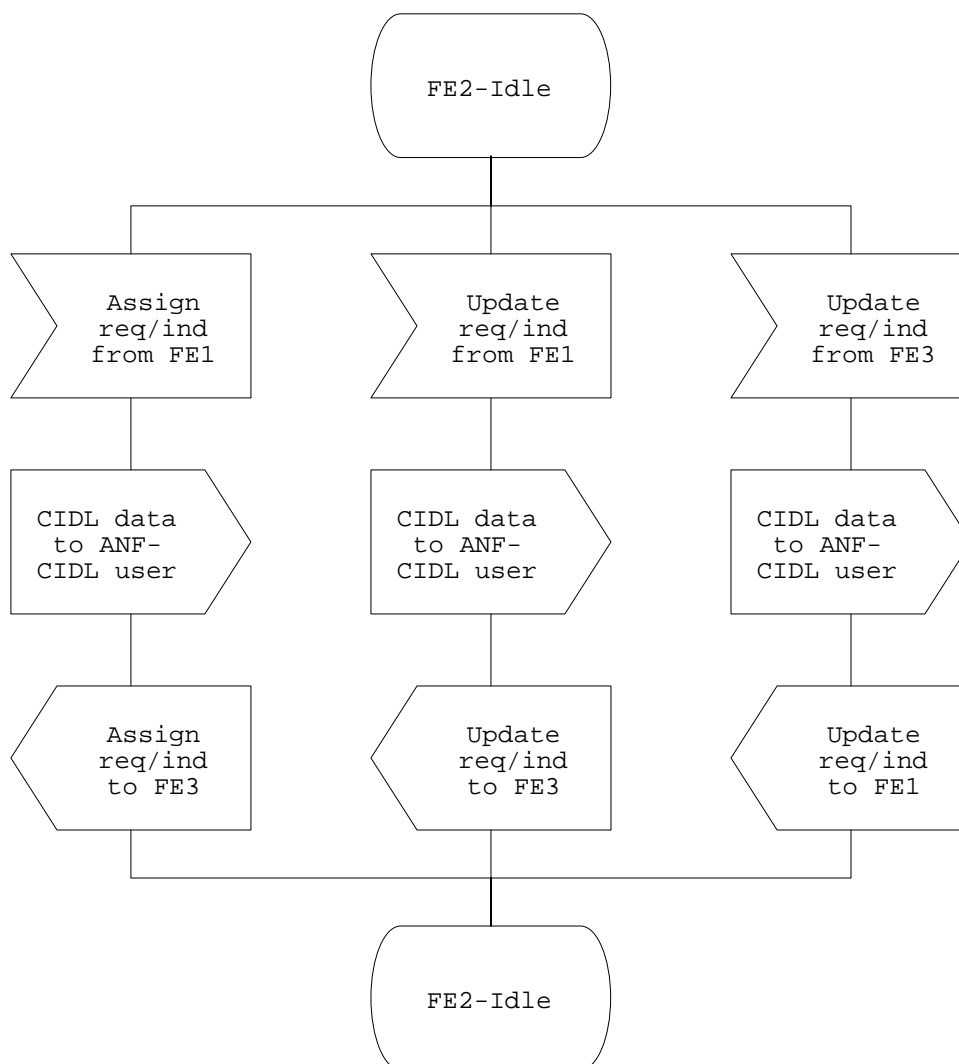 FE2-Idle
Assign
req/ind
from FE1
Update
req/ind
from FE1
Update
req/ind
from FE3
CIDL data
to ANF-
CIDL user
CIDL data
to ANF-
CIDL user
CIDL data
to ANF-
CIDL user
Assign
req/ind
to FE3
Update
req/ind
to FE3
Update
req/ind
to FE1
FE2-Idle